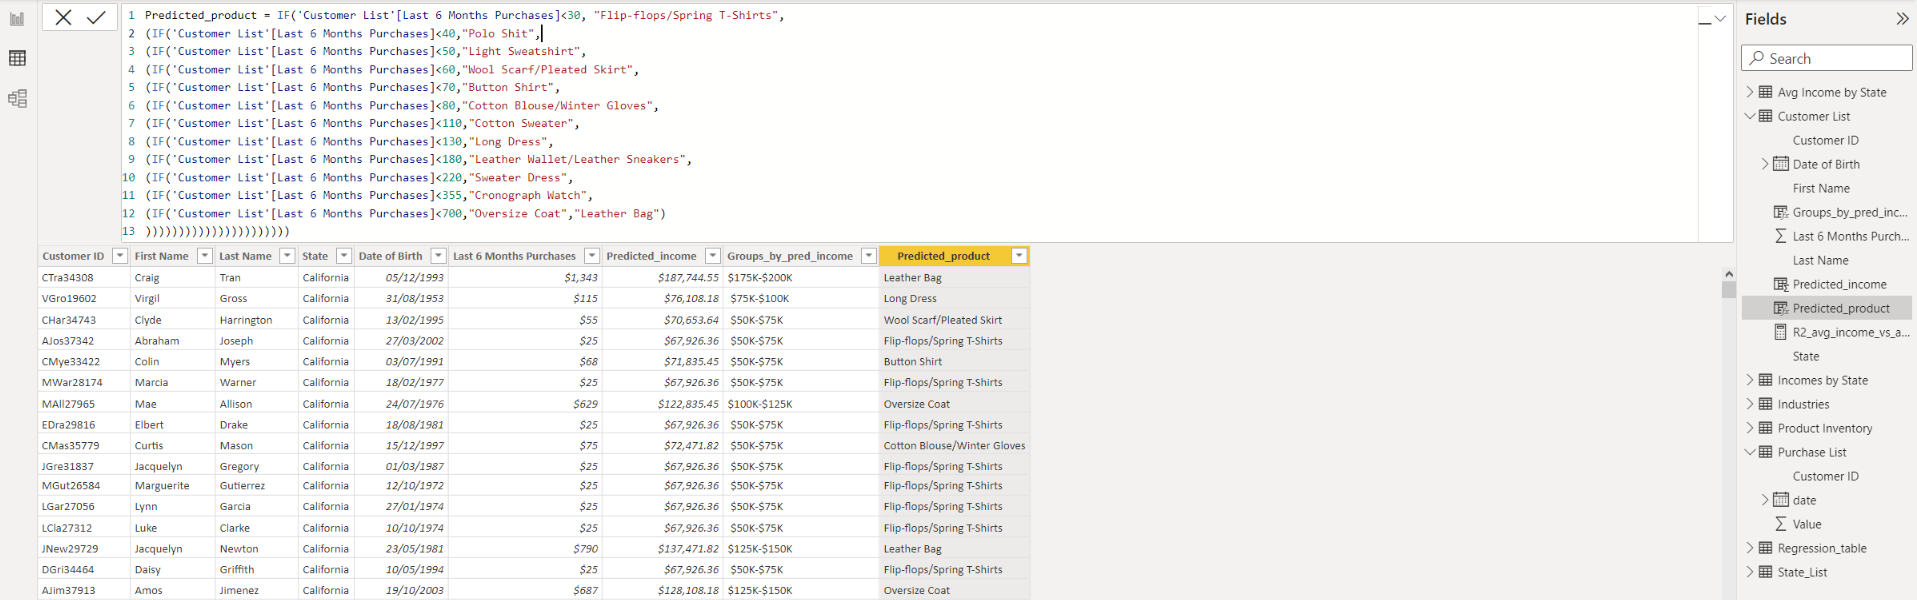 1 Predicted_product = IF('Customer List'[Last 6 Months Purchases]<30, "Flip-flops/Spring T-Shirts",
2 (IF('Customer List'[Last 6 Months Purchases]<40,"Polo Shit",
3 (IF('Customer List'[Last 6 Months Purchases]<50,"Light Sweatshirt",
4 (IF('Customer List'[Last 6 Months Purchases]<60,"Wool Scarf/Pleated Skirt",
5 (IF('Customer List'[Last 6 Months Purchases]<70,"Button Shirt",
6 (IF('Customer List'[Last 6 Months Purchases]<80,"Cotton Blouse/Winter Gloves",
7 (IF('Customer List'[Last 6 Months Purchases]<110,"Cotton Sweater",
8 (IF('Customer List'[Last 6 Months Purchases]<130,"Long Dress",
9 (IF('Customer List'[Last 6 Months Purchases]<180,"Leather Wallet/Leather Sneakers",
10 (IF('Customer List'[Last 6 Months Purchases]<220,"Sweater Dress",
11 (IF('Customer List'[Last 6 Months Purchases]<355,"Cronograph Watch",
12 (IF('Customer List'[Last 6 Months Purchases]<700,"Oversize Coat","Leather Bag")
13 ))))))))))))))))))))))
Customer ID First Name Last Name State Date of Birth Last 6 Months Purchases Predicted_income Groups_by_pred_income Predicted_product
CTra34308 Craig Tran California 05/12/1993 $1,343 $187,744.55 $175K-$200K Leather Bag
VGro19602 Virgil Gross California 31/08/1953 $115 $76,108.18 $75K-$100K Long Dress
CHar34743 Clyde Harrington California 13/02/1995 $55 $70,653.64 $50K-$75K Wool Scarf/Pleated Skirt
AJos37342 Abraham Joseph California 27/03/2002 $25 $67,926.36 $50K-$75K Flip-flops/Spring T-Shirts
CMye33422 Colin Myers California 03/07/1991 $68 $71,835.45 $50K-$75K Button Shirt
MWar28174 Marcia Warner California 18/02/1977 $25 $67,926.36 $50K-$75K Flip-flops/Spring T-Shirts
MAll27965 Mae Allison California 24/07/1976 $629 $122,835.45 $100K-$125K Oversize Coat
EDra29816 Elbert Drake California 18/08/1981 $25 $67,926.36 $50K-$75K Flip-flops/Spring T-Shirts
CMas35779 Curtis Mason California 15/12/1997 $75 $72,471.82 $50K-$75K Cotton Blouse/Winter Gloves
JGre31837 Jacquelyn Gregory California 01/03/1987 $25 $67,926.36 $50K-$75K Flip-flops/Spring T-Shirts
MGut26584 Marguerite Gutierrez California 12/10/1972 $25 $67,926.36 $50K-$75K Flip-flops/Spring T-Shirts
LGar27056 Lynn Garcia California 27/01/1974 $25 $67,926.36 $50K-$75K Flip-flops/Spring T-Shirts
LCla27312 Luke Clarke California 10/10/1974 $25 $67,926.36 $50K-$75K Flip-flops/Spring T-Shirts
JNew29729 Jacquelyn Newton California 23/05/1981 $790 $137,471.82 $125K-$150K Leather Bag
DGri34464 Daisy Griffith California 10/05/1994 $25 $67,926.36 $50K-$75K Flip-flops/Spring T-Shirts
AJim37913 Amos Jimenez California 19/10/2003 $687 $128,108.18 $125K-$150K Oversize Coat
Fields
Search
Avg Income by State
Customer List
Customer ID
Date of Birth
First Name
Groups_by_pred_inc...
Last 6 Months Purch...
Last Name
Predicted_income
Predicted_product
R2_avg_income_vs_a...
State
Incomes by State
Industries
Product Inventory
Purchase List
Customer ID
date
Value
Regression_table
State_List